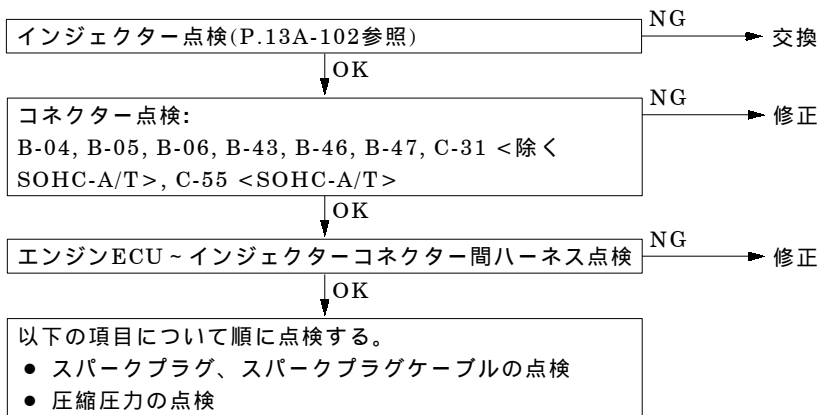 インジェクター点検(P.13A-102参照)
NG
交換
OK
コネクター点検:
B-04, B-05, B-06, B-43, B-46, B-47, C-31 <除く
SOHC-A/T>, C-55 <SOHC-A/T>
NG
修正
OK
エンジンECU ~ インジェクターコネクター間ハーネス点検
NG
修正
OK
以下の項目について順に点検する。
● スパークプラグ、スパークプラグケーブルの点検
● 圧縮圧力の点検